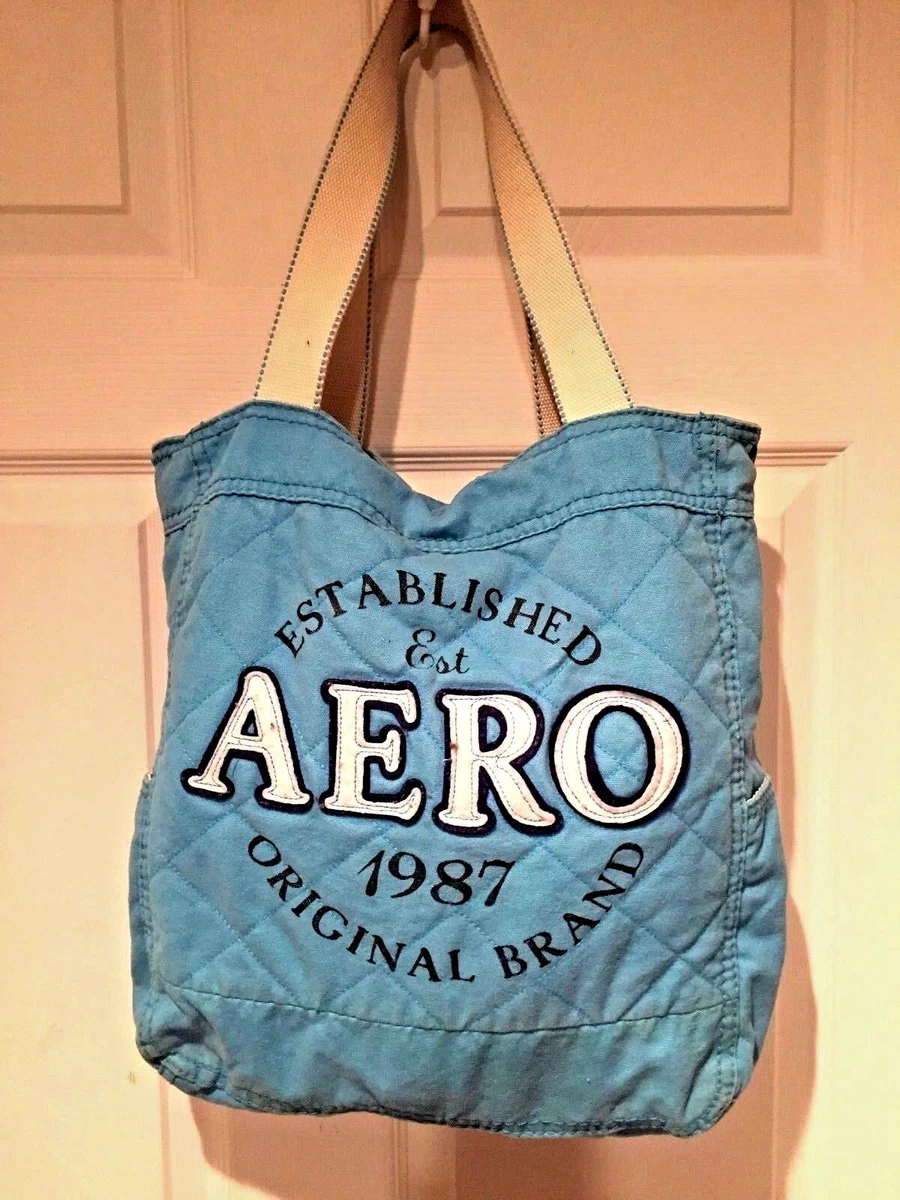 ESTABLISHED
Est
AERO
1987
ORIGINAL BRAND